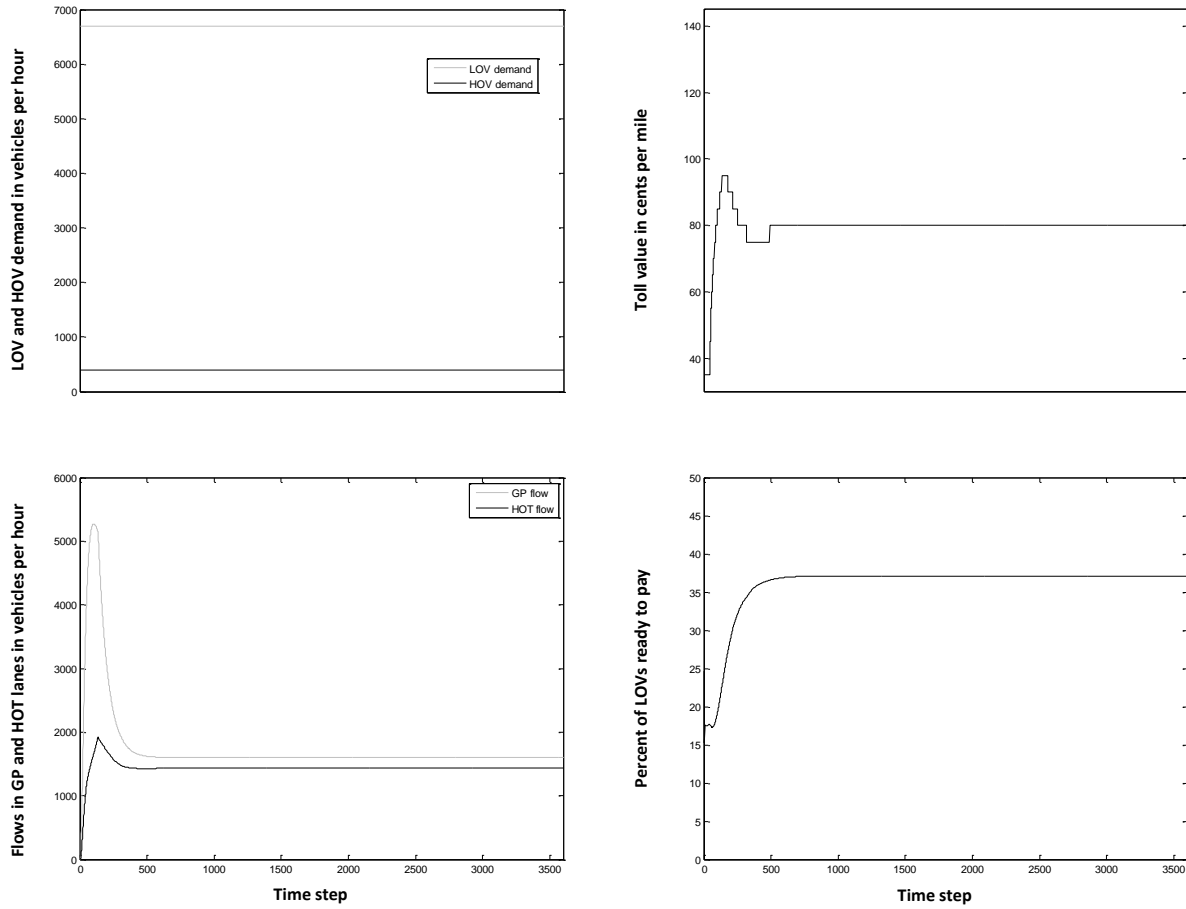 LOV and HOV demand in vehicles per hour
7000
6000
5000
4000
3000
2000
1000
0
LOV demand
HOV demand
Toll value in cents per mile
140
120
100
80
60
40
Flows in GP and HOT lanes in vehicles per hour
6000
5000
4000
3000
2000
1000
0
GP flow
HOT flow
0 500 1000 1500 2000 2500 3000 3500
Time step
Percent of LOVs ready to pay
50
45
40
35
30
25
20
15
10
5
0
0 500 1000 1500 2000 2500 3000 3500
Time step